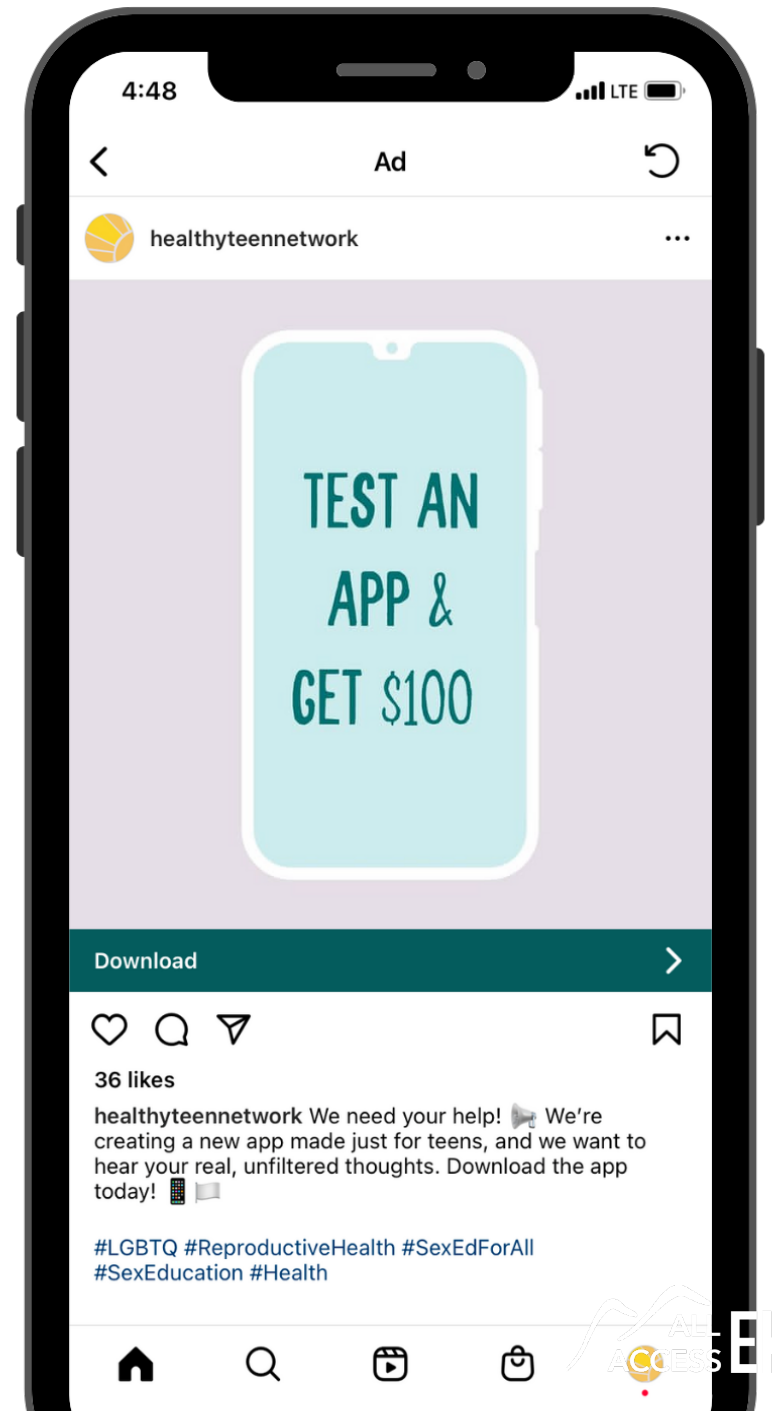 4:48
LTE
Ad
healthyteennetwork
TEST AN
APP &
GET $100
Download
36 likes
healthyteennetwork We need your help! 📢 We’re
creating a new app made just for teens, and we want to
hear your real, unfiltered thoughts. Download the app
today! 📱🏳️
#LGBTQ #ReproductiveHealth #SexEdForAll
#SexEducation #Health
ALL
ACCESS